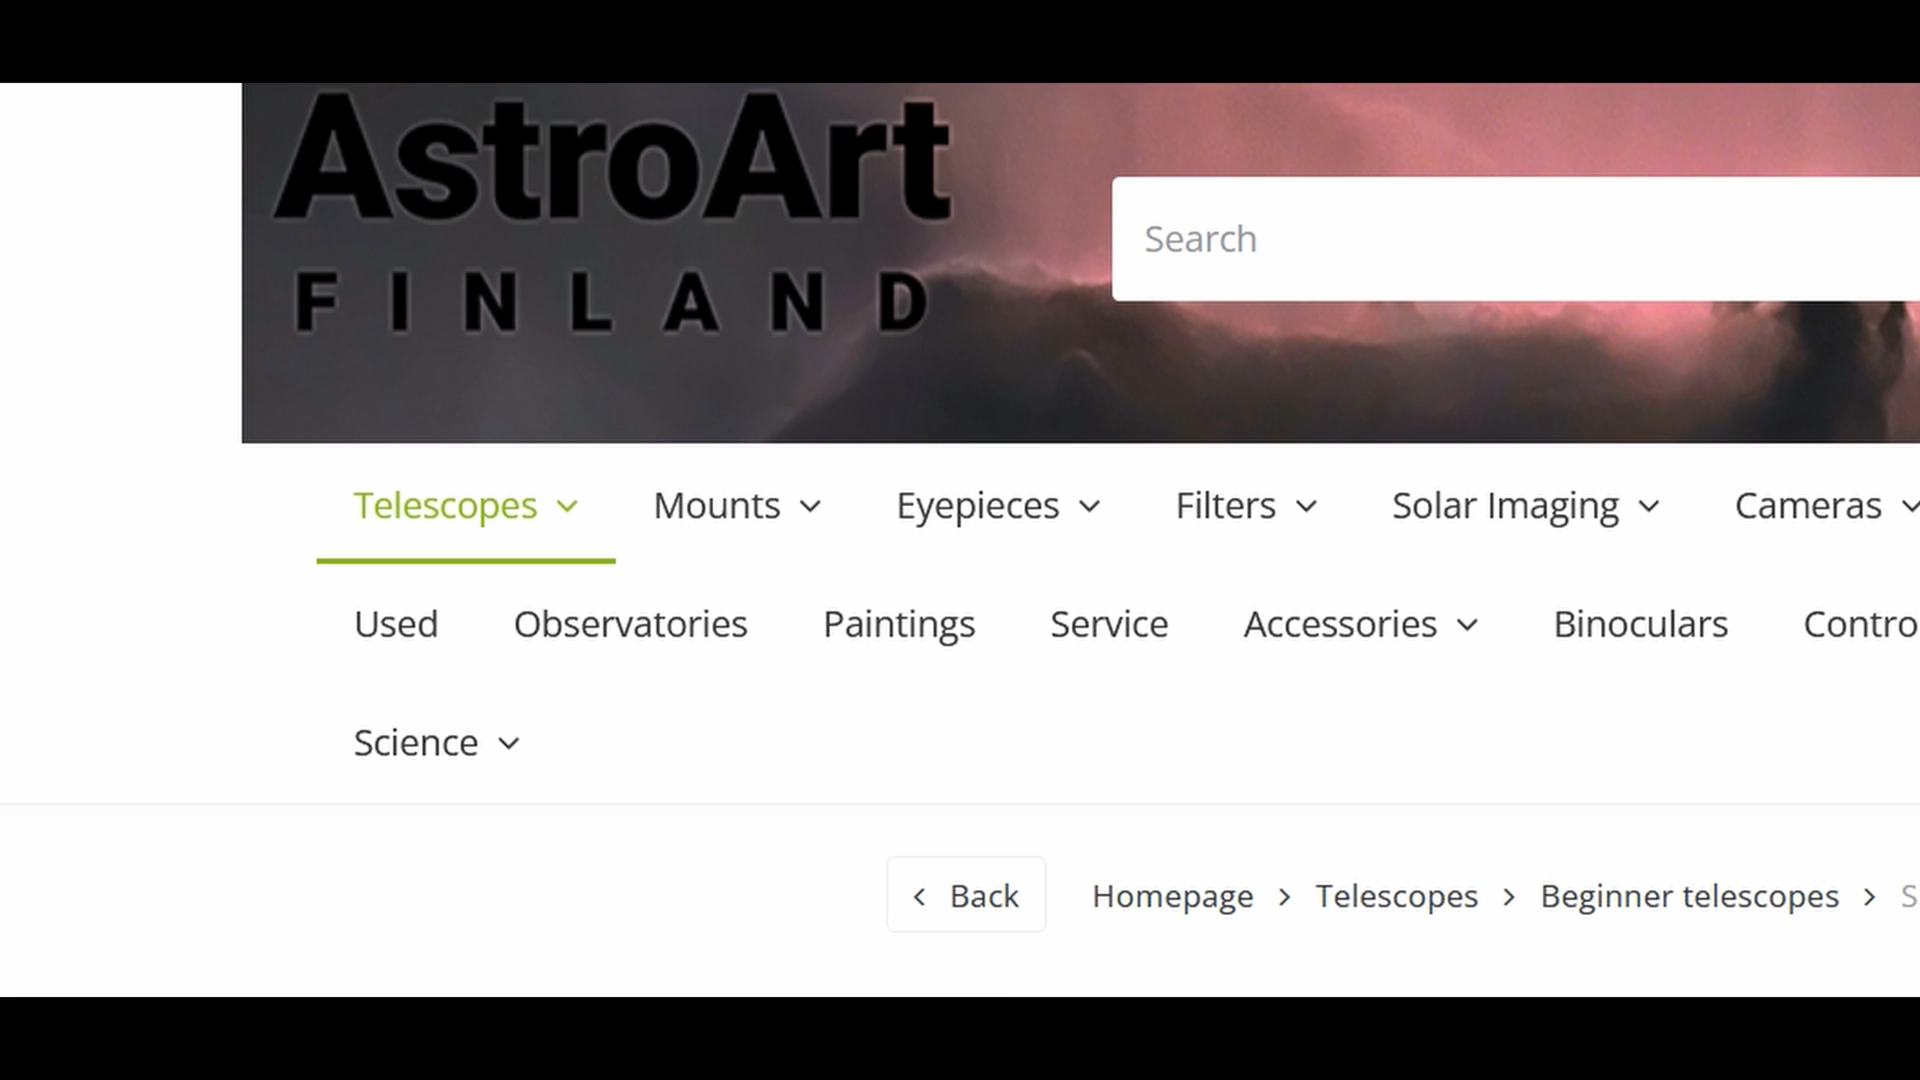 AstroArt
FINLAND
Search
Telescopes Mounts Eyepieces Filters Solar Imaging Cameras
Used Observatories Paintings Service Accessories Binoculars Contro
Science
Back Homepage > Telescopes > Beginner telescopes > S